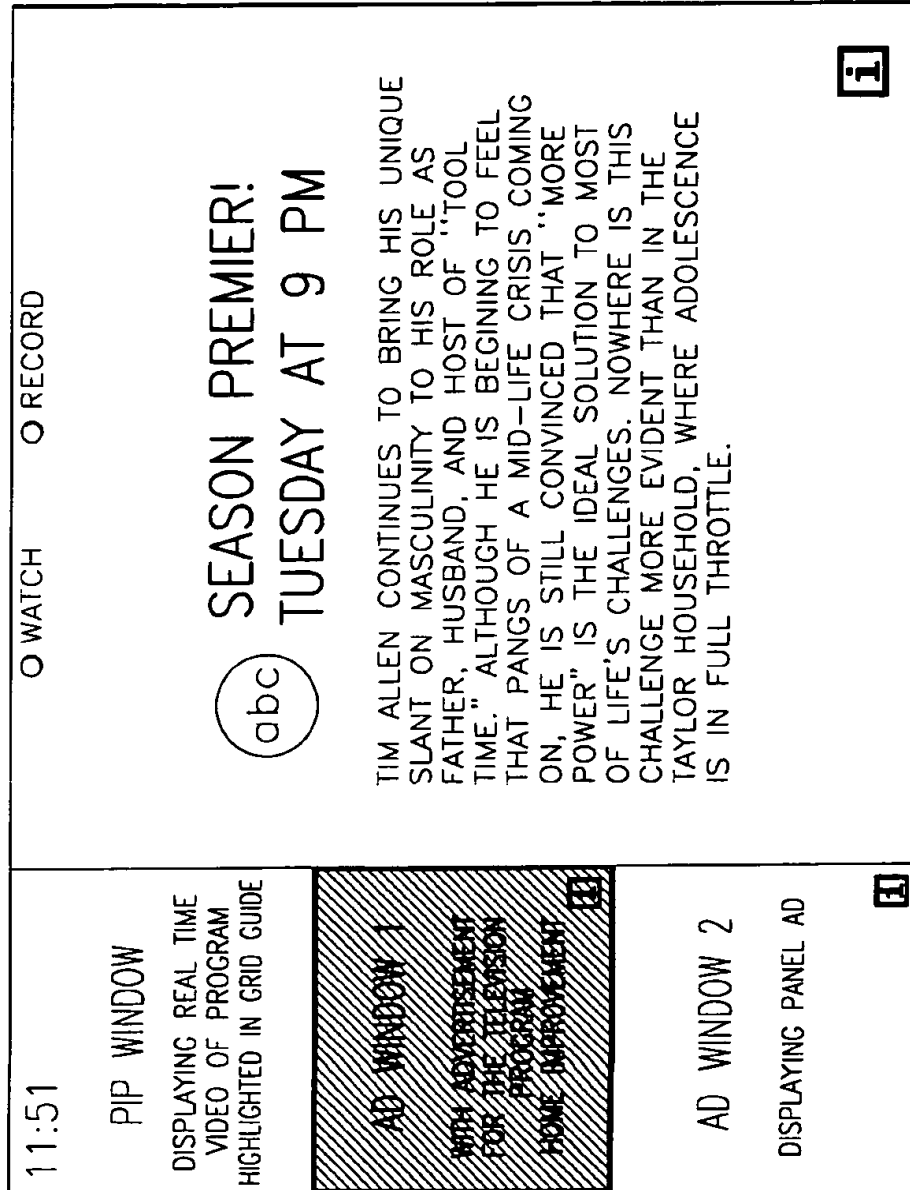 11:51
PIP WINDOW
DISPLAYING REAL TIME
VIDEO OF PROGRAM
HIGHLIGHTED IN GRID GUIDE
AD WINDOW 1
WITH ADVERTISEMENT
FOR THE TELEVISION
PROGRAM
HOME IMPROVEMENT
i
AD WINDOW 2
DISPLAYING PANEL AD
i
O WATCH O RECORD
abc
SEASON PREMIER!
TUESDAY AT 9 PM
TIM ALLEN CONTINUES TO BRING HIS UNIQUE
SLANT ON MASCULINITY TO HIS ROLE AS
FATHER, HUSBAND, AND HOST OF "TOOL
TIME." ALTHOUGH HE IS BEGINING TO FEEL
THAT PANGS OF A MID-LIFE CRISIS COMING
ON, HE IS STILL CONVINCED THAT "MORE
POWER" IS THE IDEAL SOLUTION TO MOST
OF LIFE'S CHALLENGES. NOWHERE IS THIS
CHALLENGE MORE EVIDENT THAN IN THE
TAYLOR HOUSEHOLD, WHERE ADOLESCENCE
IS IN FULL THROTTLE.
i